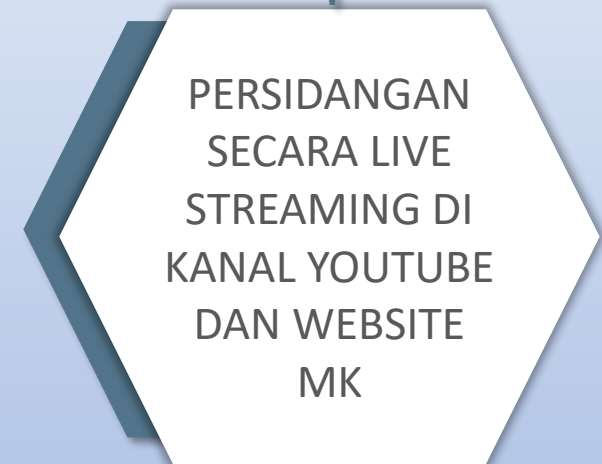 PERSIDANGAN
SECARA LIVE
STREAMING DI
KANAL YOUTUBE
DAN WEBSITE
MK